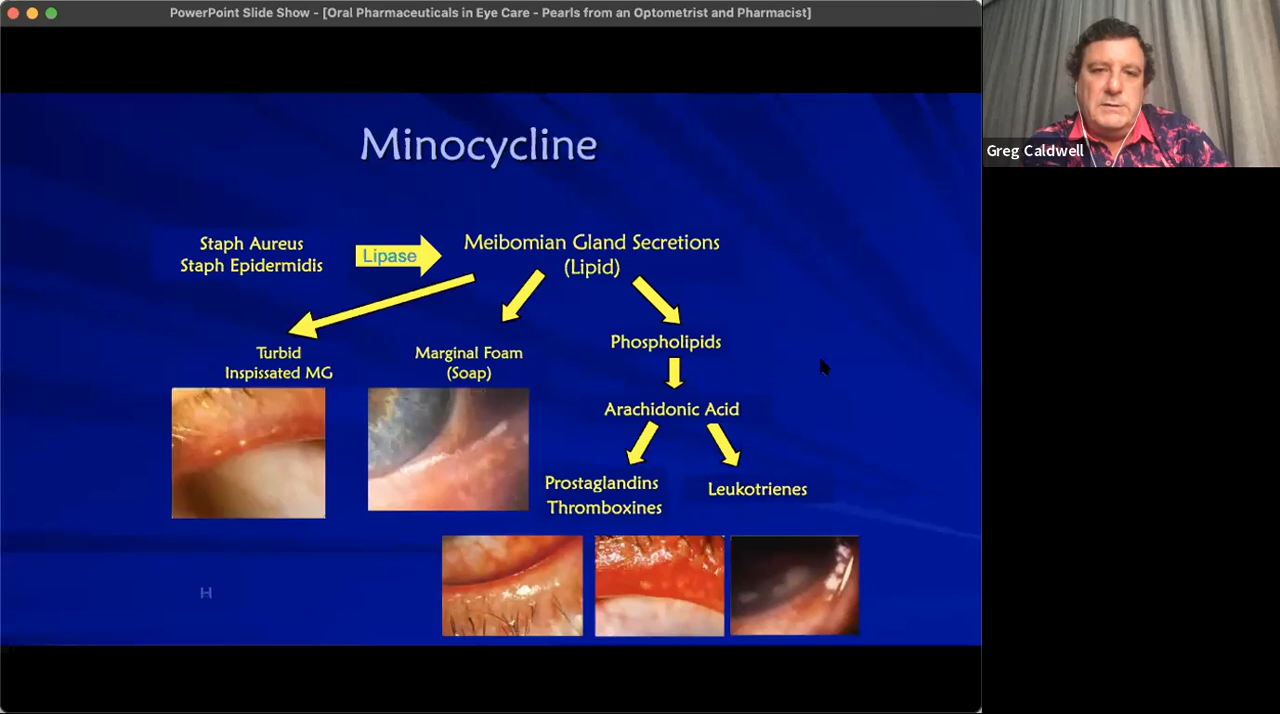 PowerPoint Slide Show - [Oral Pharmaceuticals in Eye Care - Pearls from an Optometrist and Pharmacist]
Greg Caldwell
Minocycline
Staph Aureus
Staph Epidermidis
Lipase
Meibomian Gland Secretions
(Lipid)
Turbid
Inspissated MG
Marginal Foam
(Soap)
Phospholipids
Arachidonic Acid
Prostaglandins
Thromboxines
Leukotrienes
H